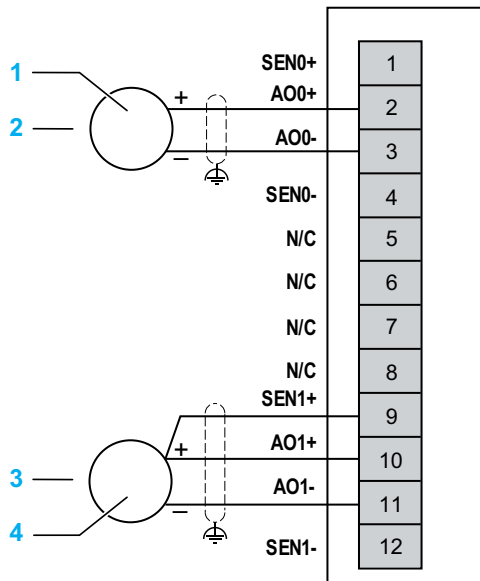 SEN0+ 1
1
+ AO0+ 2
2
– AO0- 3
SEN0- 4
N/C 5
N/C 6
N/C 7
N/C 8
SEN1+ 9
+ AO1+ 10
3
AO1- 11
4
–
SEN1- 12